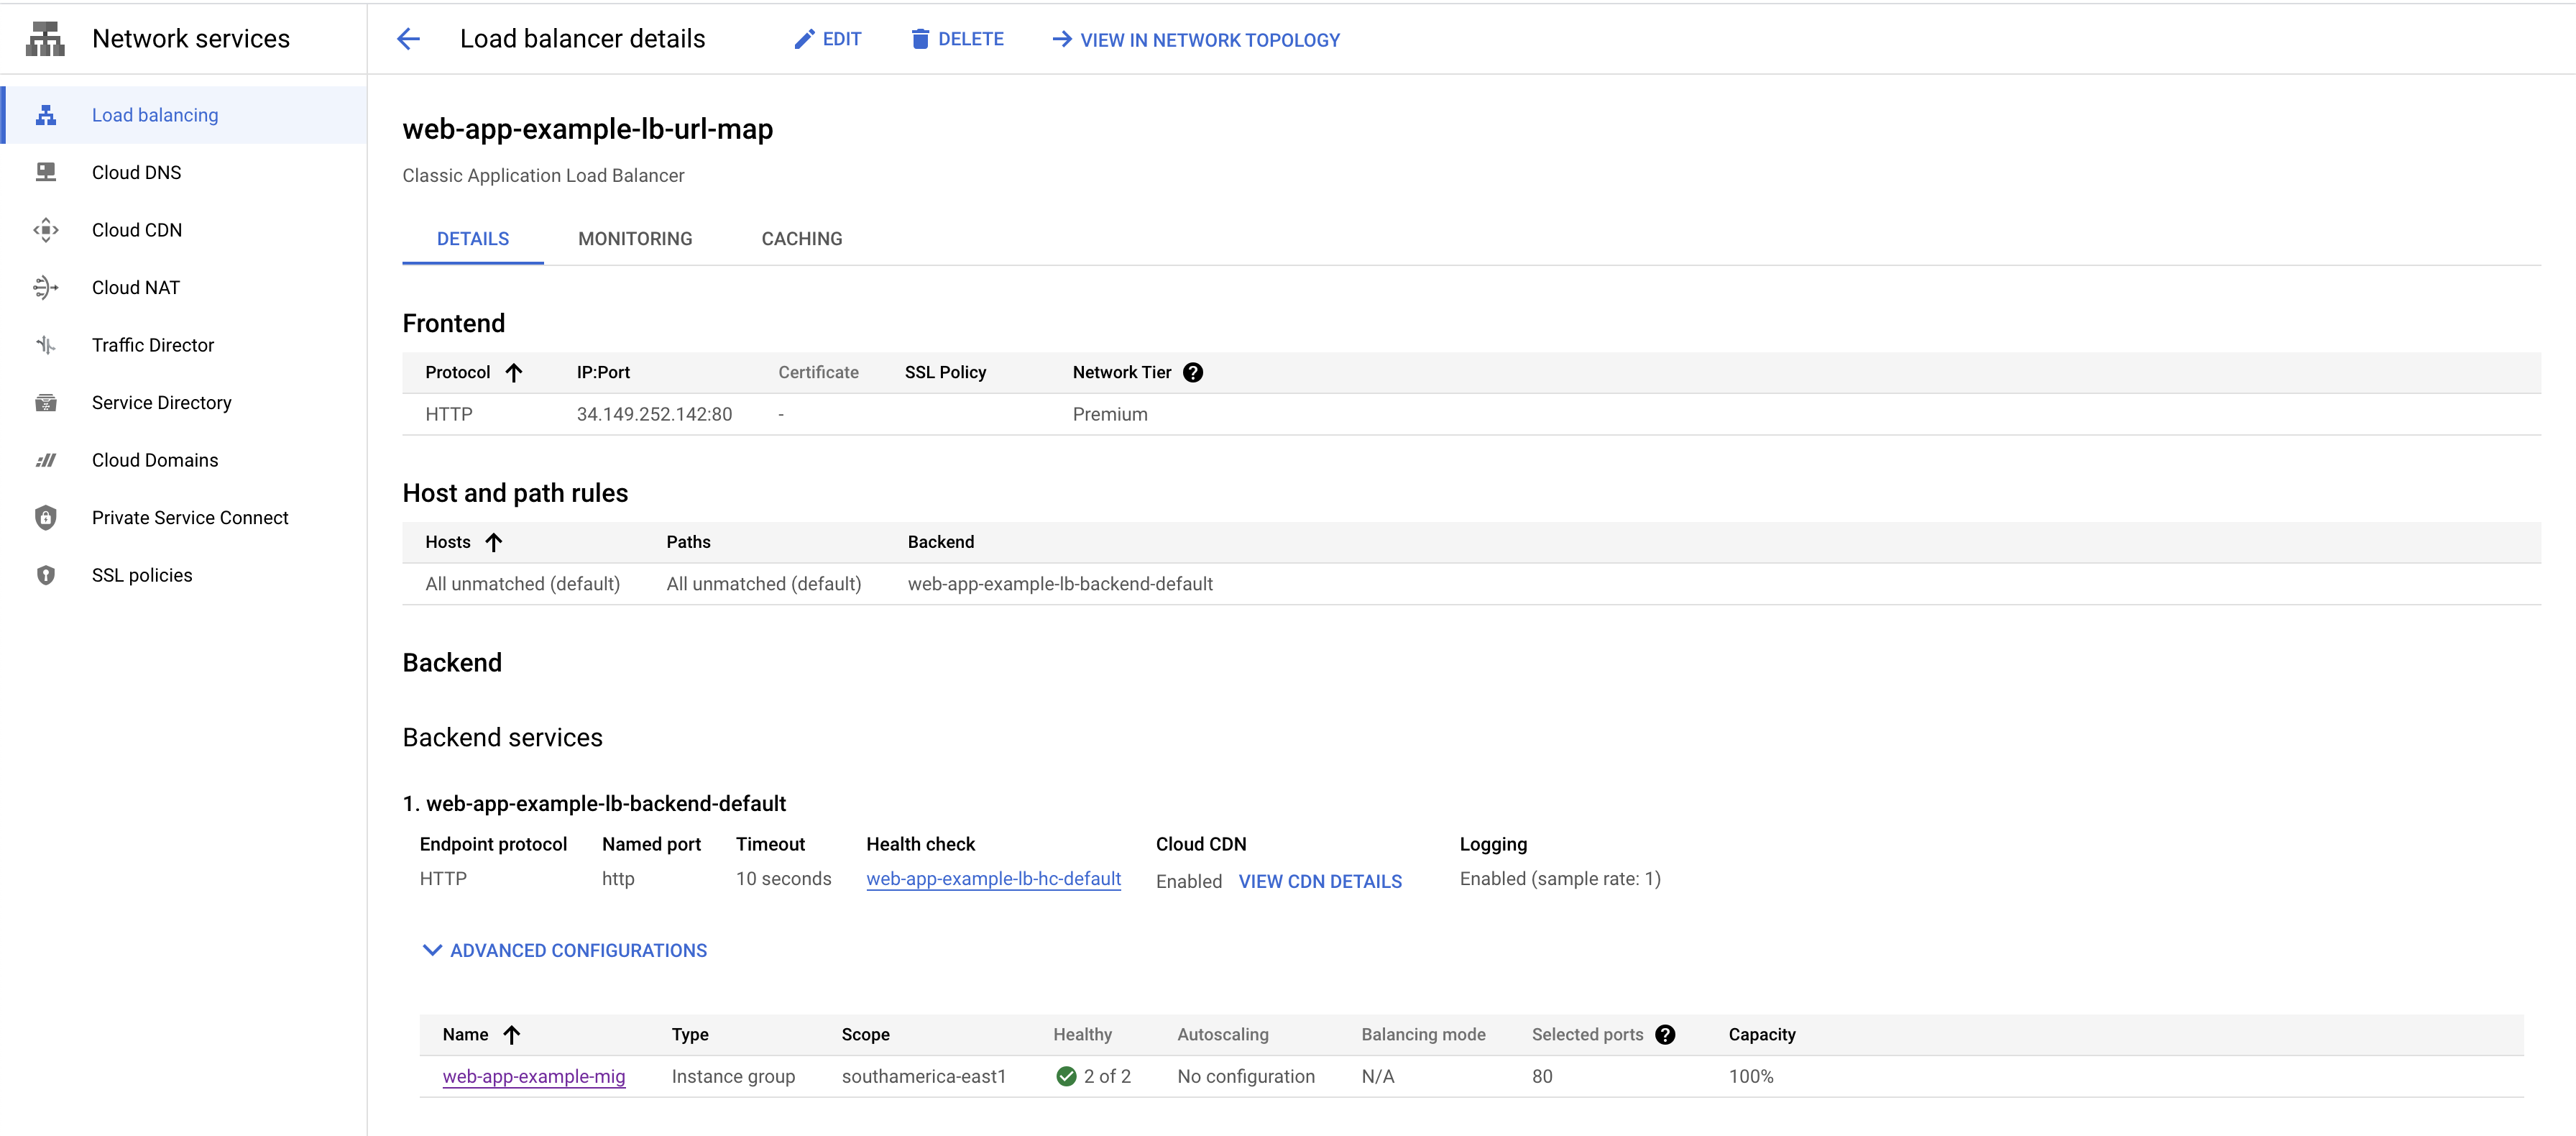 Network services
Load balancer details
EDIT
DELETE
VIEW IN NETWORK TOPOLOGY
Load balancing
Cloud DNS
Cloud CDN
Cloud NAT
Traffic Director
Service Directory
Cloud Domains
Private Service Connect
SSL policies
web-app-example-lb-url-map
Classic Application Load Balancer
DETAILS MONITORING CACHING
Frontend
Protocol IP:Port Certificate SSL Policy Network Tier ?
HTTP 34.149.252.142:80 - Premium
Host and path rules
Hosts Paths Backend
All unmatched (default) All unmatched (default) web-app-example-lb-backend-default
Backend
Backend services
1. web-app-example-lb-backend-default
Endpoint protocol Named port Timeout Health check Cloud CDN Logging
HTTP http 10 seconds web-app-example-lb-hc-default Enabled VIEW CDN DETAILS Enabled (sample rate: 1)
ADVANCED CONFIGURATIONS
Name Type Scope Healthy Autoscaling Balancing mode Selected ports ? Capacity
web-app-example-mig Instance group southamerica-east1 2 of 2 No configuration N/A 80 100%